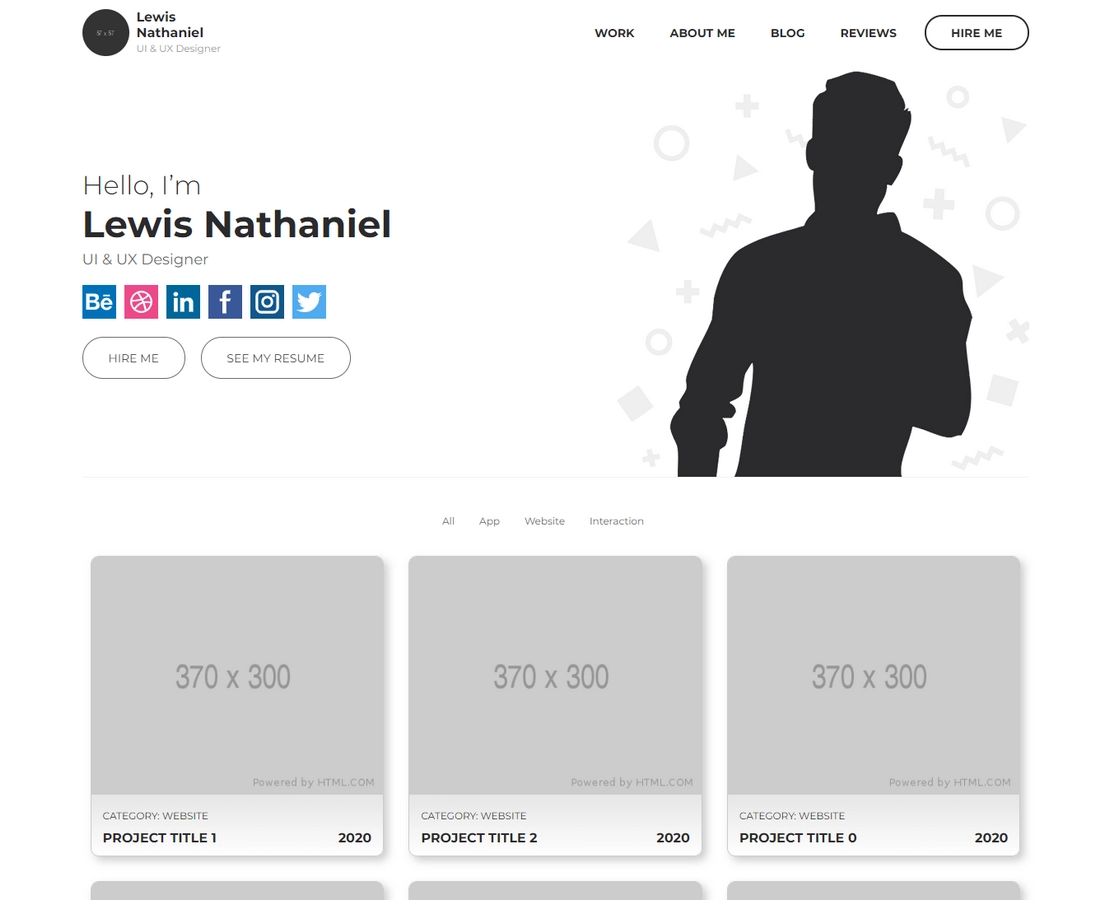 57 x 57
Lewis
Nathaniel
UI & UX Designer
WORK ABOUT ME BLOG REVIEWS HIRE ME
Hello, I’m
Lewis Nathaniel
UI & UX Designer
Bē in f
HIRE ME SEE MY RESUME
All App Website Interaction
370 x 300 370 x 300 370 x 300
Powered by HTML.COM Powered by HTML.COM Powered by HTML.COM
CATEGORY: WEBSITE CATEGORY: WEBSITE CATEGORY: WEBSITE
PROJECT TITLE 1 2020 PROJECT TITLE 2 2020 PROJECT TITLE 0 2020